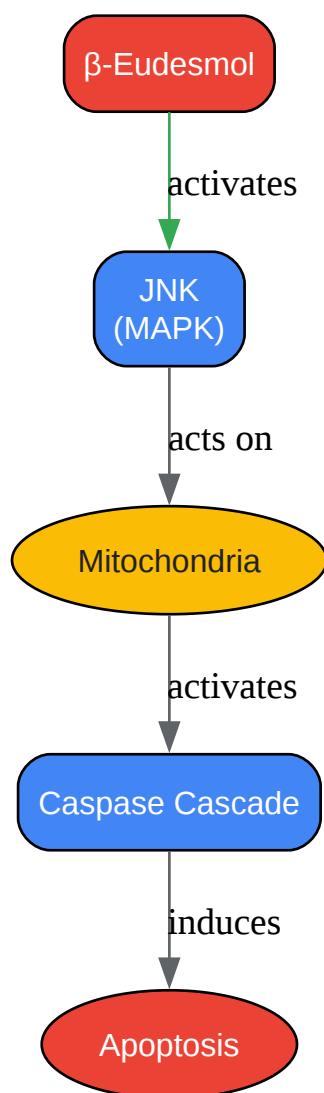 β-Eudesmol
activates
JNK
(MAPK)
acts on
Mitochondria
activates
Caspase Cascade
induces
Apoptosis